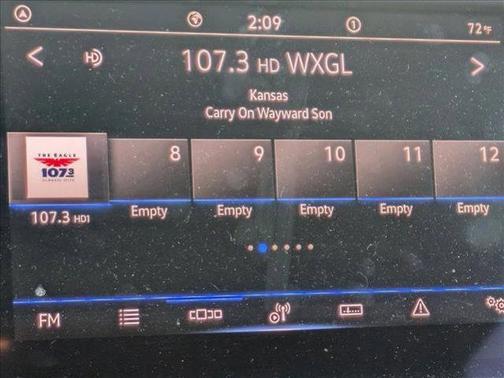 2:09 1 72°F
107.3 HD WXGL
Kansas
Carry On Wayward Son
THE EAGLE 8 9 10 11 12
107.3
107.3 HD1 Empty Empty Empty Empty Empty
FM